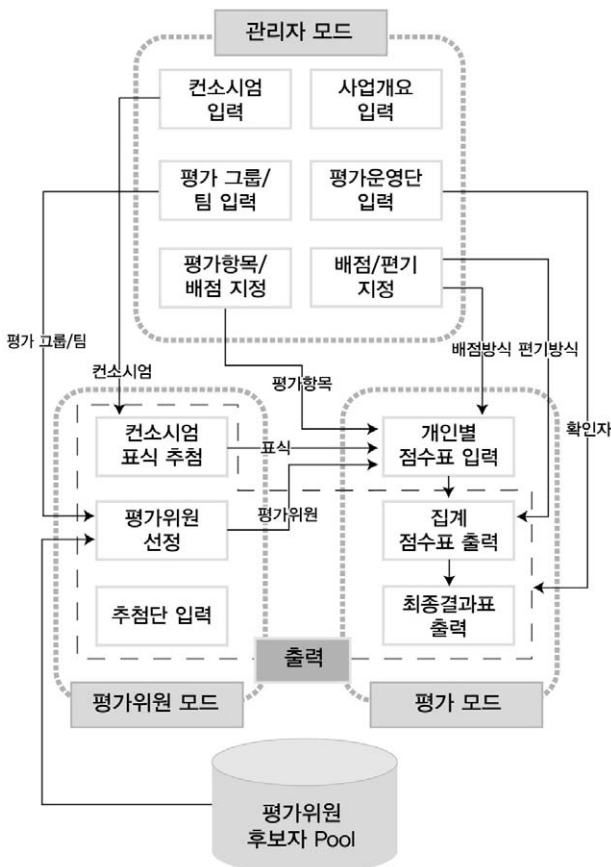 관리자 모드
컨소시엄
입력
사업개요
입력
평가 그룹/
팀 입력
평가운영단
입력
평가항목/
배점 지정
배점/편기
지정
평가 그룹/팀
컨소시엄
평가항목
배점방식
편기방식
확인자
컨소시엄
표식 추첨
표식
개인별
점수표 입력
평가위원
선정
평가위원
집계
점수표 출력
추첨단 입력
최종결과표
출력
출력
평가위원 모드
평가 모드
평가위원
후보자 Pool